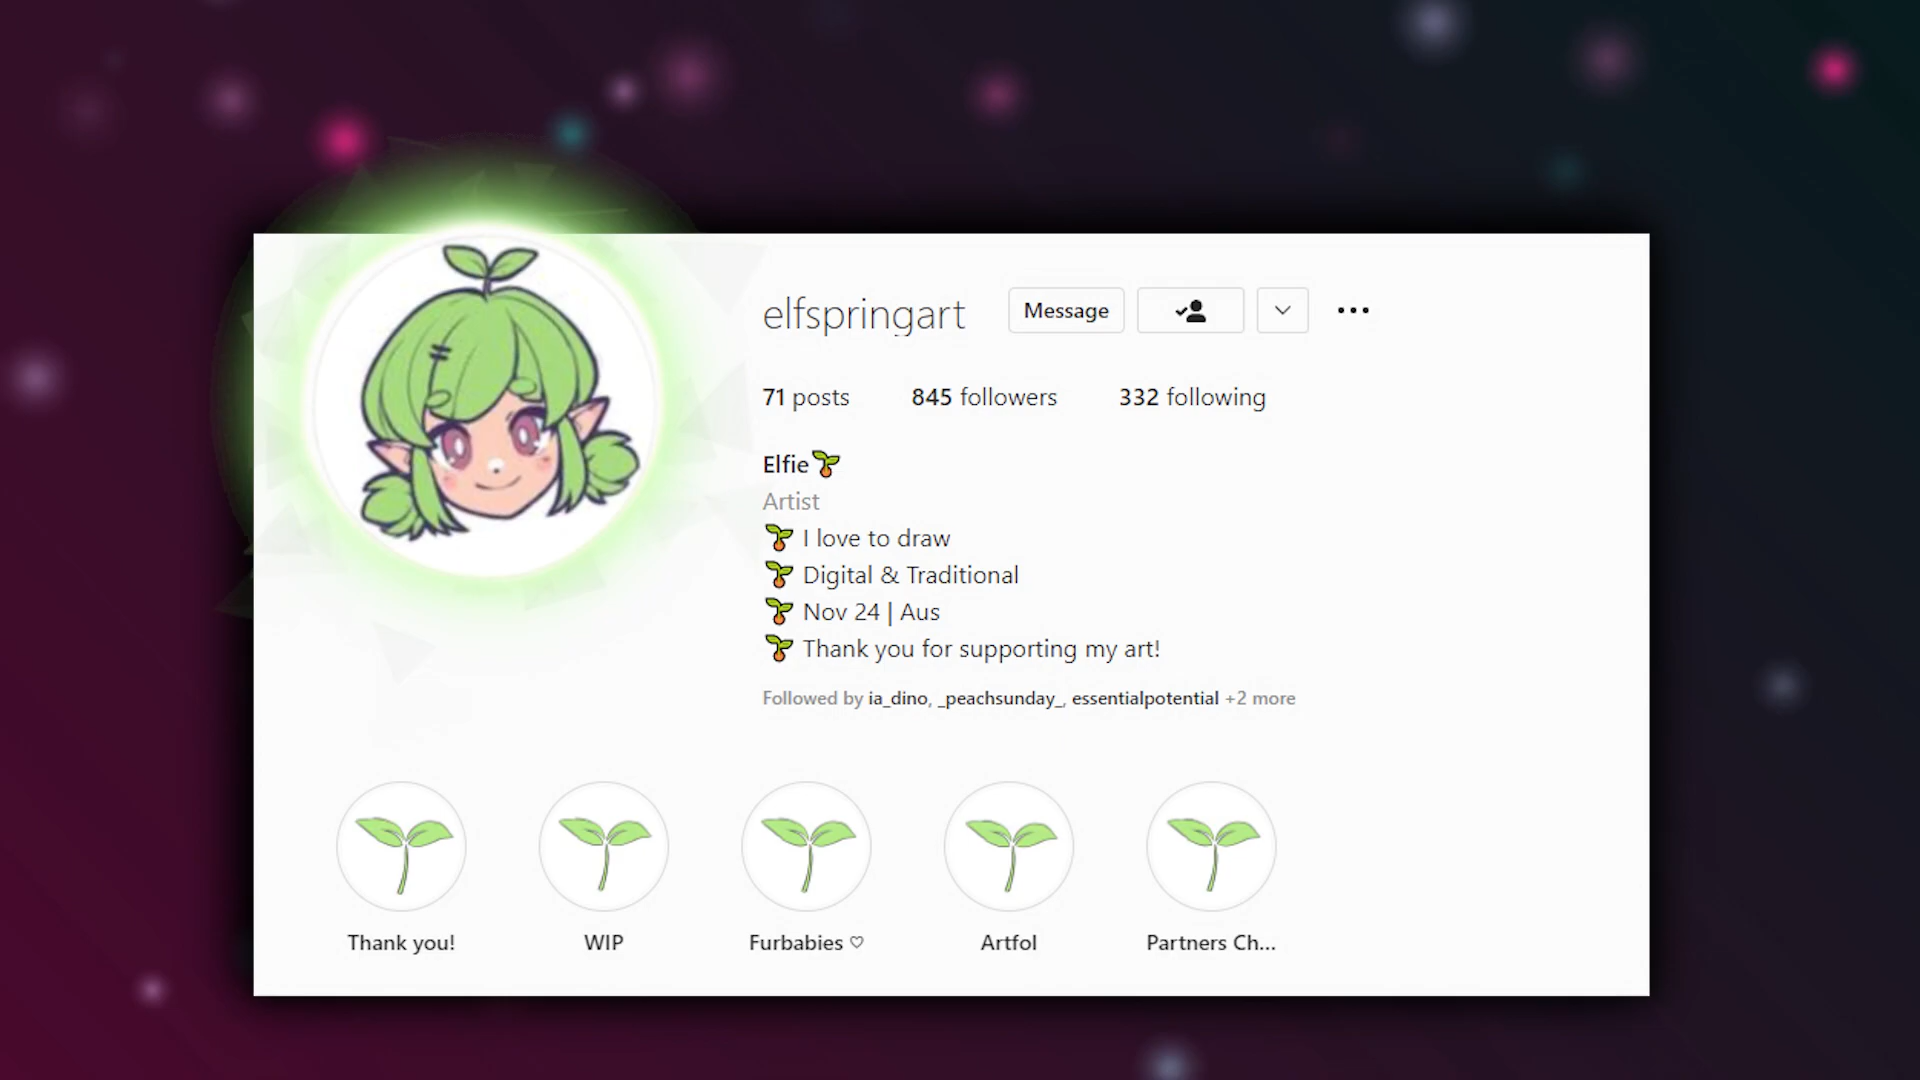 elfspringart
Message
71 posts 845 followers 332 following
Elfie
Artist
I love to draw
Digital & Traditional
Nov 24 | Aus
Thank you for supporting my art!
Followed by ia_dino, _peachsunday_, essentialpotential +2 more
Thank you! WIP Furbabies ♡ Artfol Partners Ch...